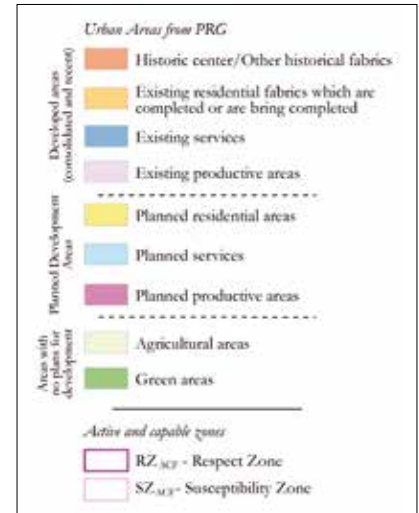 Urban Areas from PRG
Developed areas
(consolidated and recent)
Historic center/Other historical fabrics
Existing residential fabrics which are
completed or are bring completed
Existing services
Existing productive areas
Planned Development
Areas
Planned residential areas
Planned services
Planned productive areas
Areas with
no plans for
development
Agricultural areas
Green areas
Active and capable zones
RZ ACF - Respect Zone
SZ ACF - Susceptibility Zone